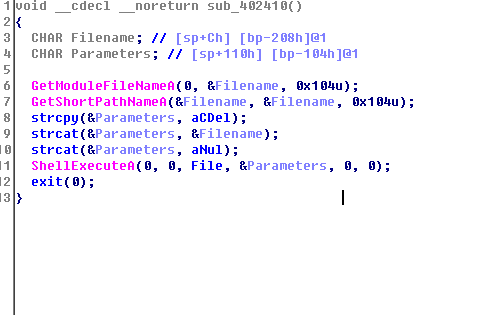 1 void __cdecl __noreturn sub_402410()
2 {
3 CHAR Filename; // [sp+Ch] [bp-208h]@1
4 CHAR Parameters; // [sp+110h] [bp-104h]@1
5
6 GetModuleFileNameA(0, &Filename, 0x104u);
7 GetShortPathNameA(&Filename, &Filename, 0x104u);
8 strcpy(&Parameters, aCDel);
9 strcat(&Parameters, &Filename);
10 strcat(&Parameters, aNul);
11 ShellExecuteA(0, 0, File, &Parameters, 0, 0);
12 exit(0);
13 }